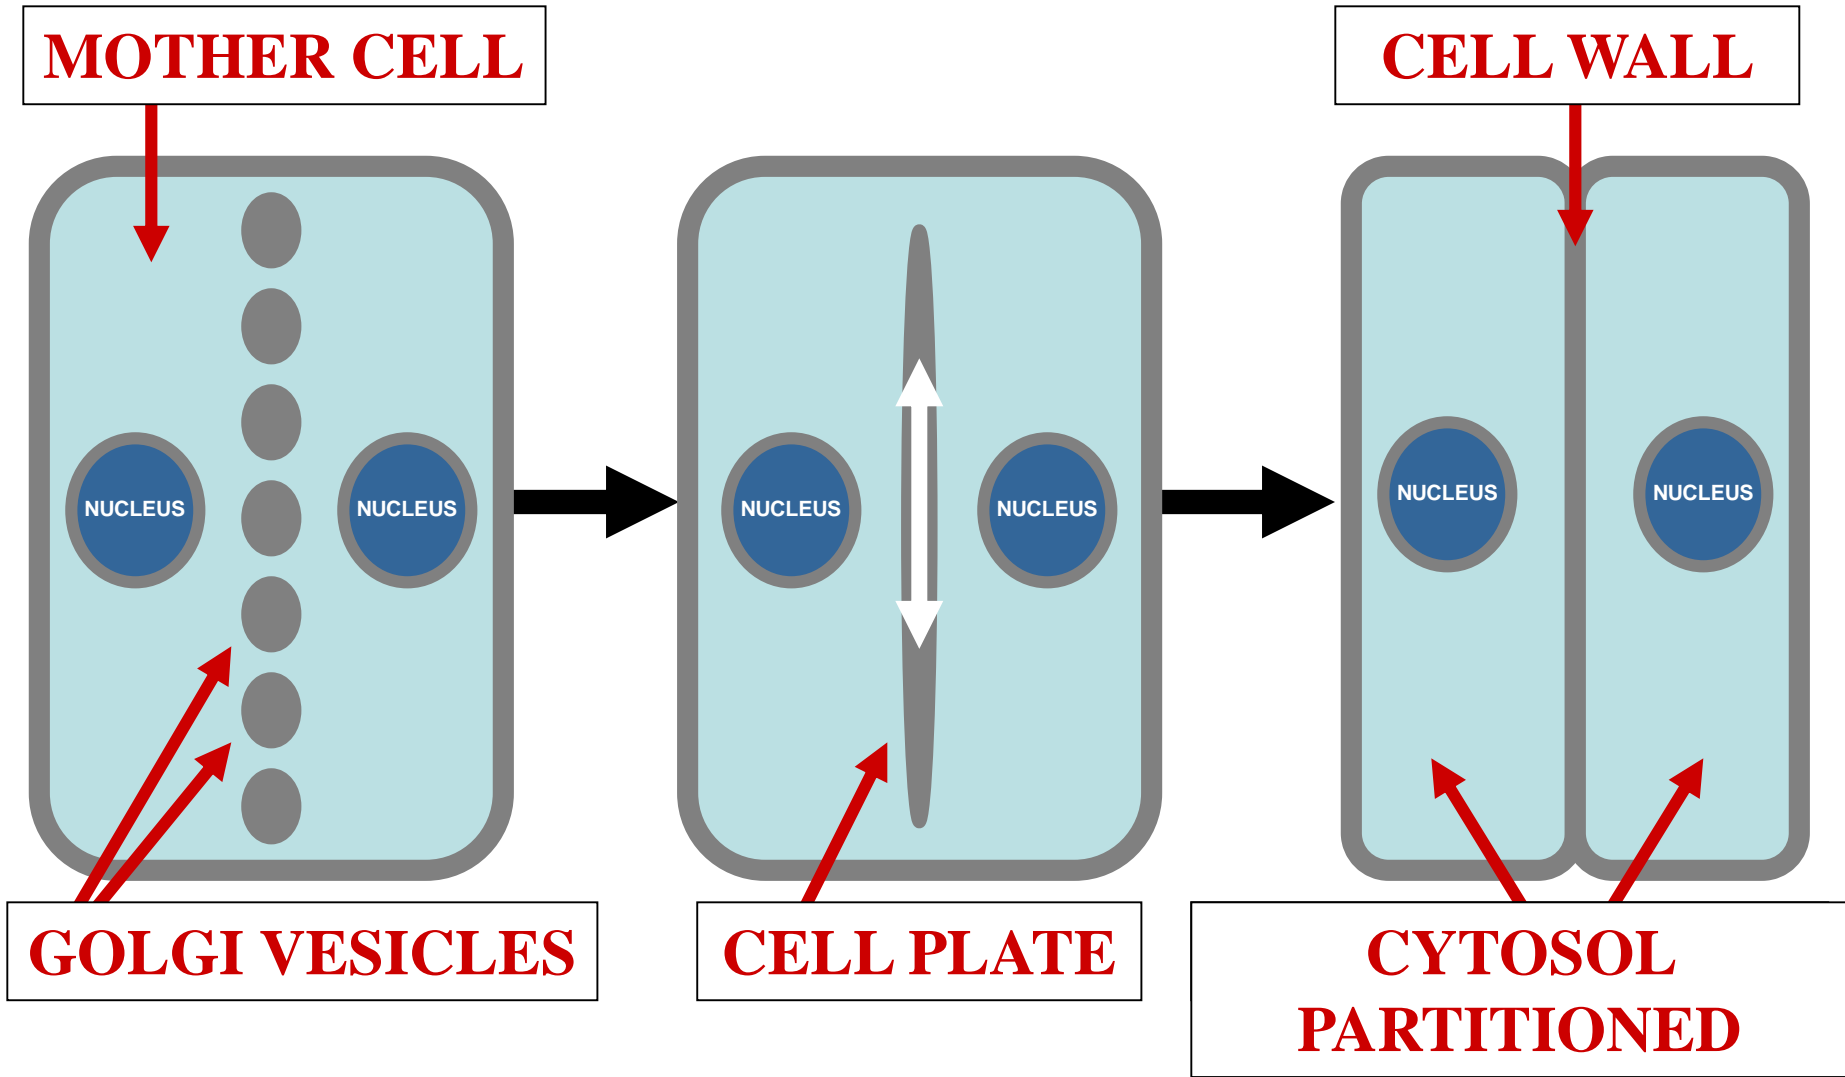 MOTHER CELL
CELL WALL
NUCLEUS
NUCLEUS
NUCLEUS
NUCLEUS
NUCLEUS
NUCLEUS
GOLGI VESICLES
CELL PLATE
CYTOSOL
PARTITIONED